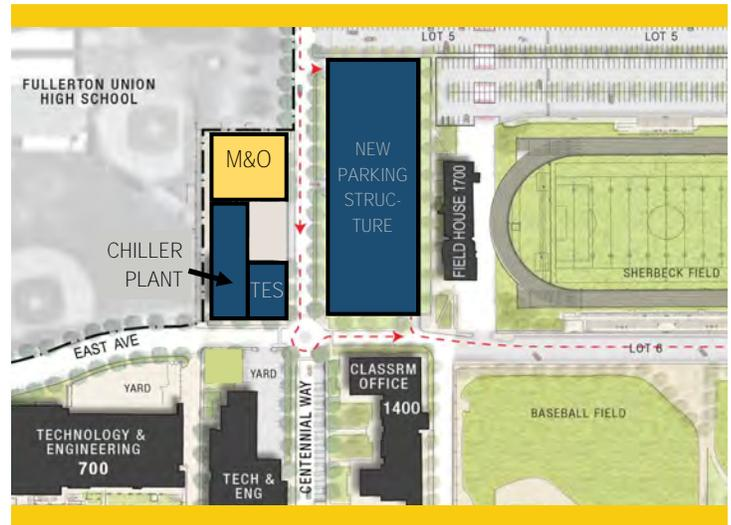 LOT 5
LOT 5
FULLERTON UNION
HIGH SCHOOL
M&O
NEW
PARKING
STRUC-
TURE
FIELD HOUSE 1700
CHILLER
PLANT
TES
SHERBECK FIELD
EAST AVE
LOT 6
YARD
YARD
CENTENNIAL WAY
CLASSRM
OFFICE
1400
BASEBALL FIELD
TECHNOLOGY &
ENGINEERING
700
TECH &
ENG